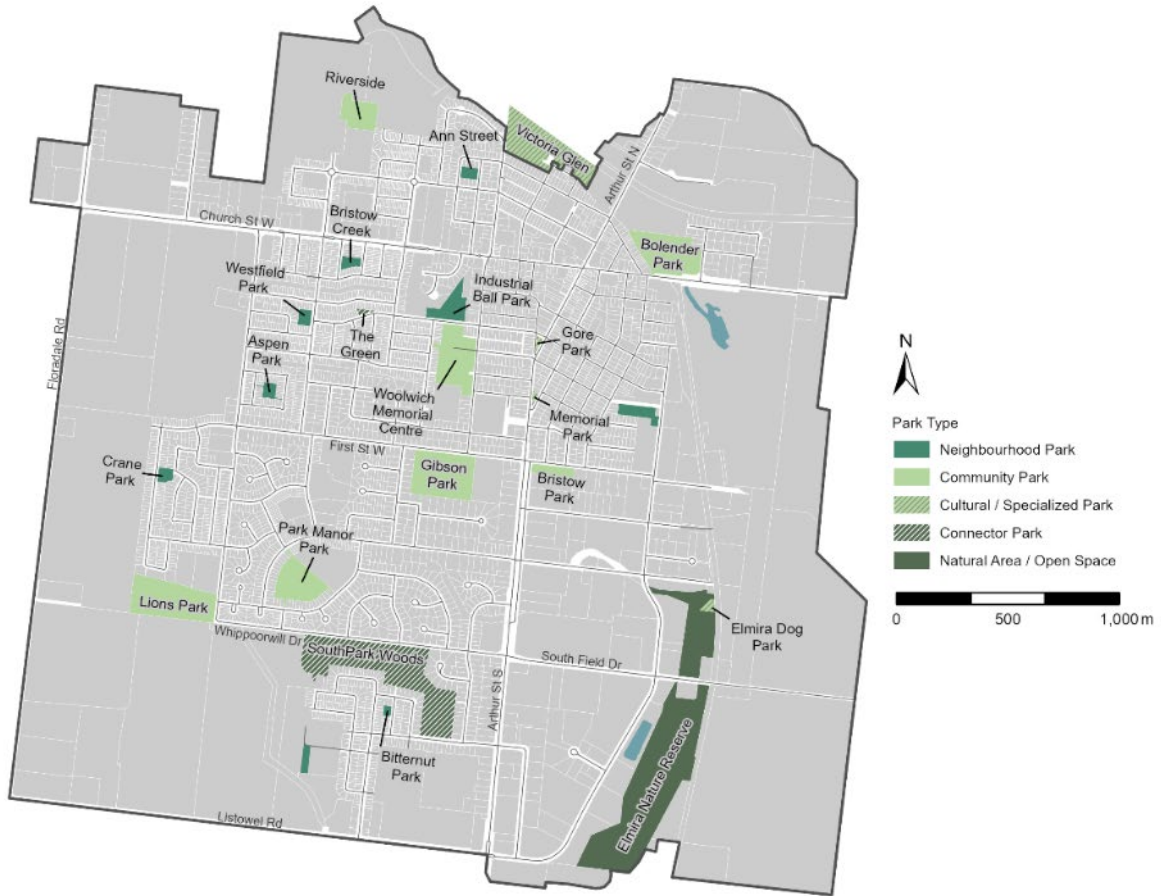 Riverside
Ann Street
Victoria Glen
Arthur St N
Church St W
Bristow
Creek
Bolender
Park
Westfield
Park
Industrial
Ball Park
The
Green
Gore
Park
Floradale Rd
Aspen
Park
Woolwich
Memorial
Centre
Memorial
Park
First St W
Crane
Park
Gibson
Park
Bristow
Park
Park Manor
Park
Lions Park
Whippoorwill Dr
SouthPark Woods
South Field Dr
Elmira Dog
Park
Arthur St S
Bitternut
Park
Elmira Nature Reserve
Listowel Rd
N
Park Type
Neighbourhood Park
Community Park
Cultural / Specialized Park
Connector Park
Natural Area / Open Space
0 500 1,000 m